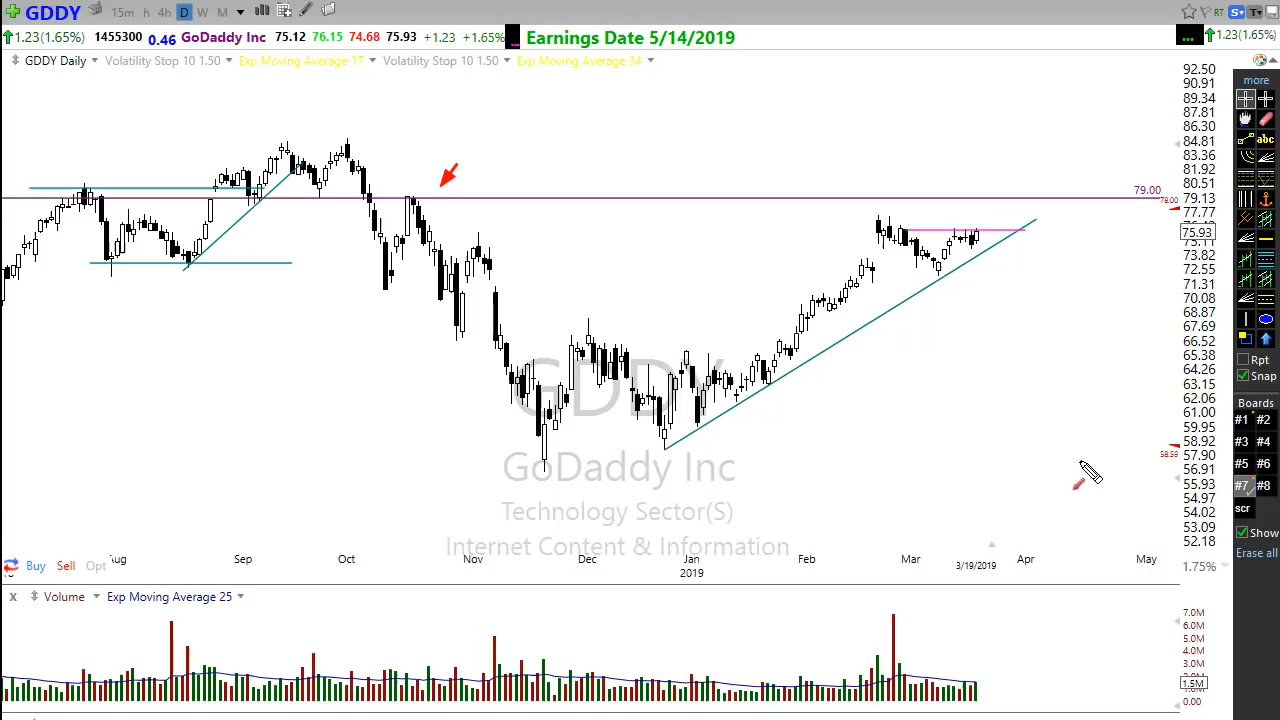 GDDY 15m h 4h D W M RT S T
1.23(1.65%) 1455300 0.46 GoDaddy Inc 75.12 76.15 74.68 75.93 +1.23 +1.65% ... Earnings Date 5/14/2019 ... 1.23(1.65%)
GDDY Daily Volatility Stop 10 1.50 Exp Moving Average 17 Volatility Stop 10 1.50 Exp Moving Average 34
92.50
90.91
89.34
87.81
86.30
84.81
83.36
81.92
80.51
79.00
79.13
78.00
77.77
75.93
75.11
73.82
72.55
71.31
70.08
68.87
67.69
66.52
65.38
64.26
63.15
62.06
61.00
59.95
58.92
58.59
57.90
56.91
55.93
54.97
54.02
53.09
52.18
1.75%
GDDY
GoDaddy Inc
Technology Sector(S)
Internet Content & Information
Aug Sep Oct Nov Dec Jan Feb Mar Apr May
2019 3/19/2019
Buy Sell Opt
x Volume Exp Moving Average 25
7.0M
6.0M
5.0M
4.0M
3.0M
2.0M
1.5M
0.00
more
abc
Rpt
Snap
Boards
#1 #2
#3 #4
#5 #6
#7 #8
scr
Show
Erase all